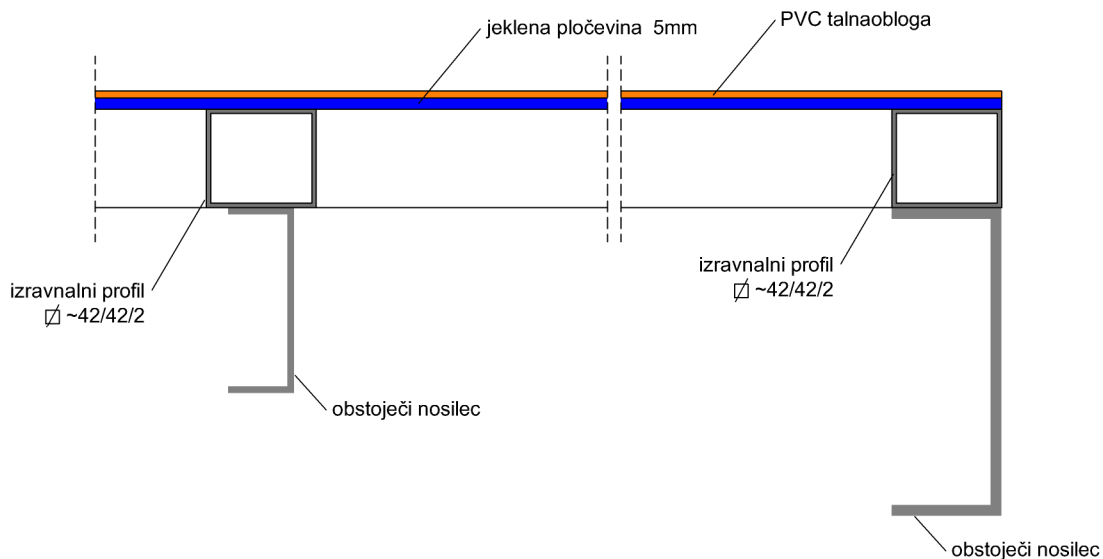 PVC talnaobloga
jeklena pločevina 5mm
izravnalni profil
~42/42/2
izravnalni profil
~42/42/2
obstoječi nosilec
obstoječi nosilec